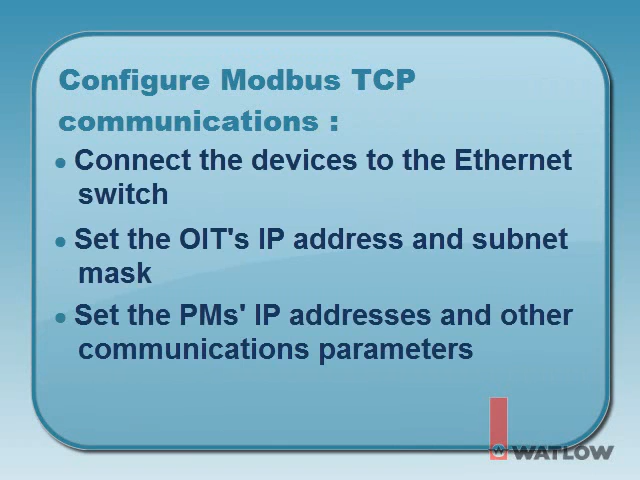 Configure Modbus TCP
communications :
• Connect the devices to the Ethernet
switch
• Set the OIT's IP address and subnet
mask
• Set the PMs' IP addresses and other
communications parameters
WATLOW